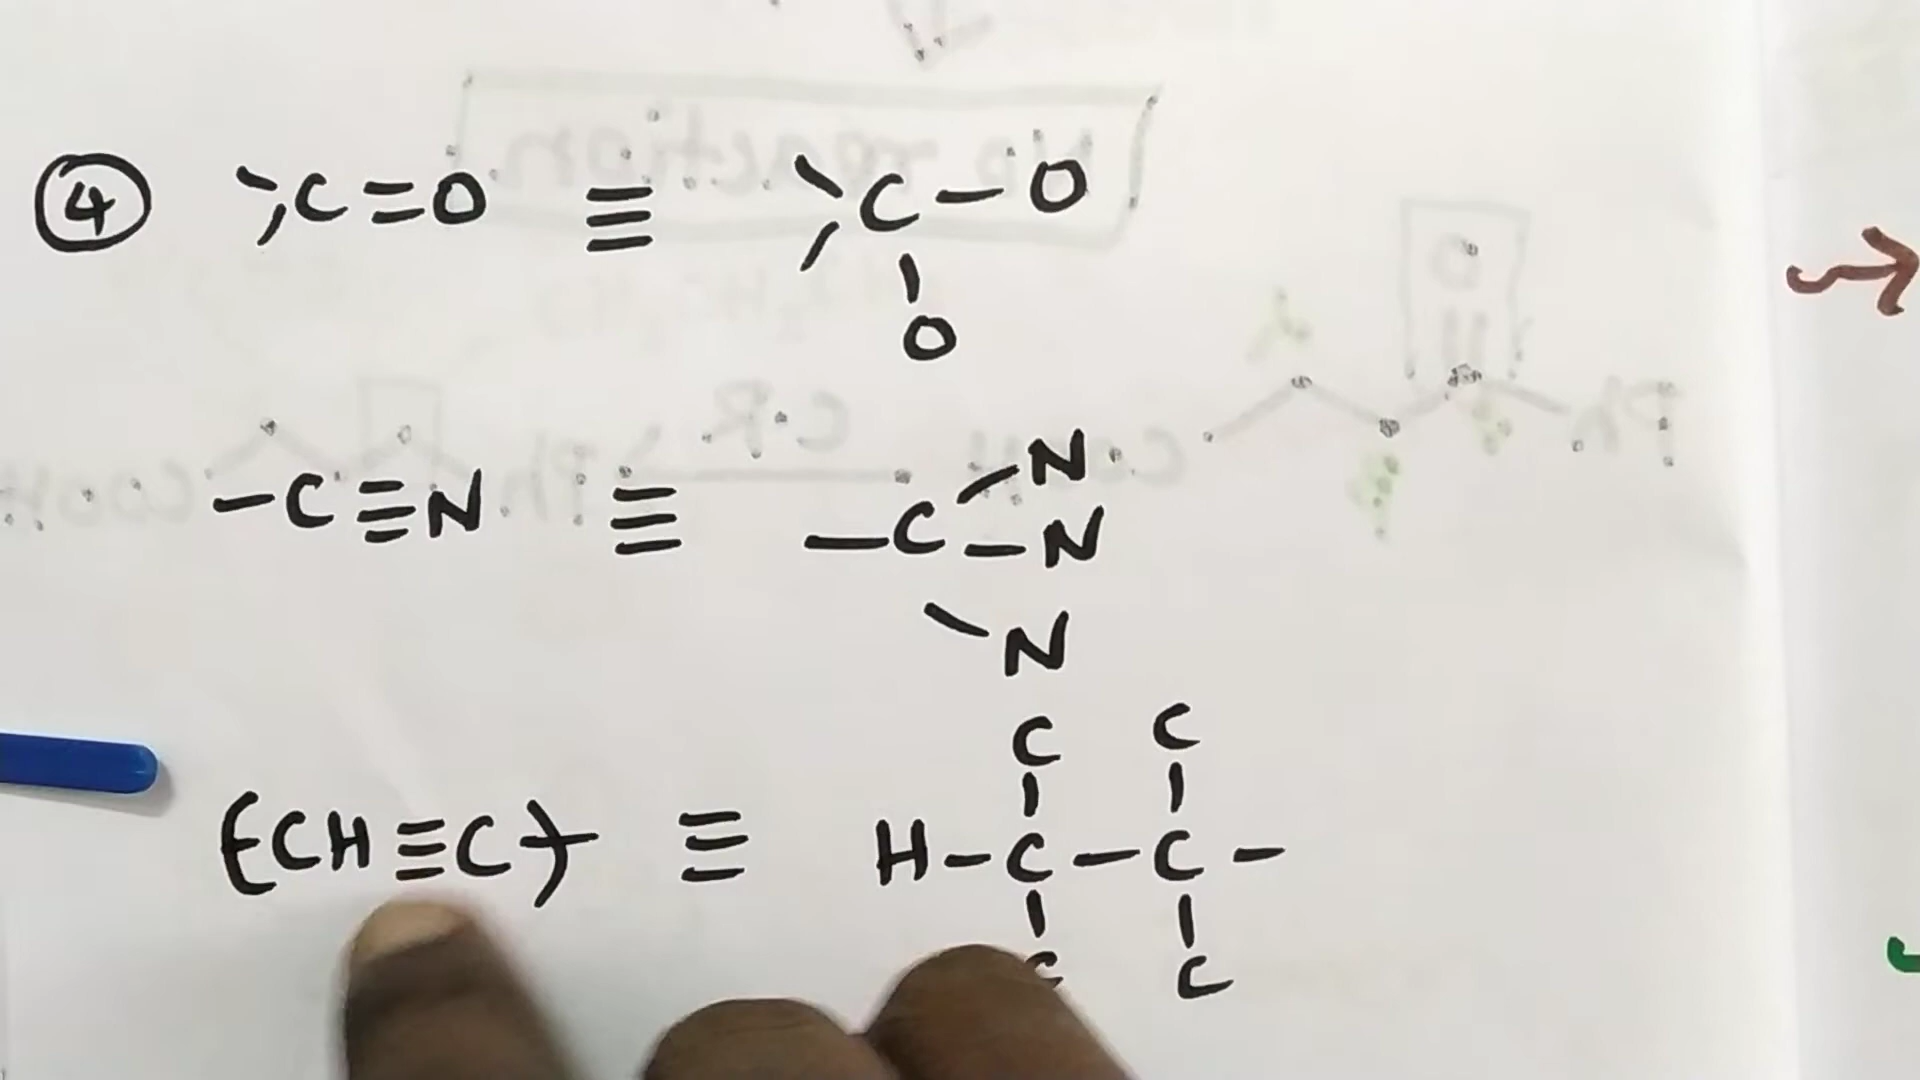 ④ >C=O ≡ >C-O
O
-C≡N ≡ -C-N
N
N
C C
(CH≡C)- ≡ H-C-C-
C C